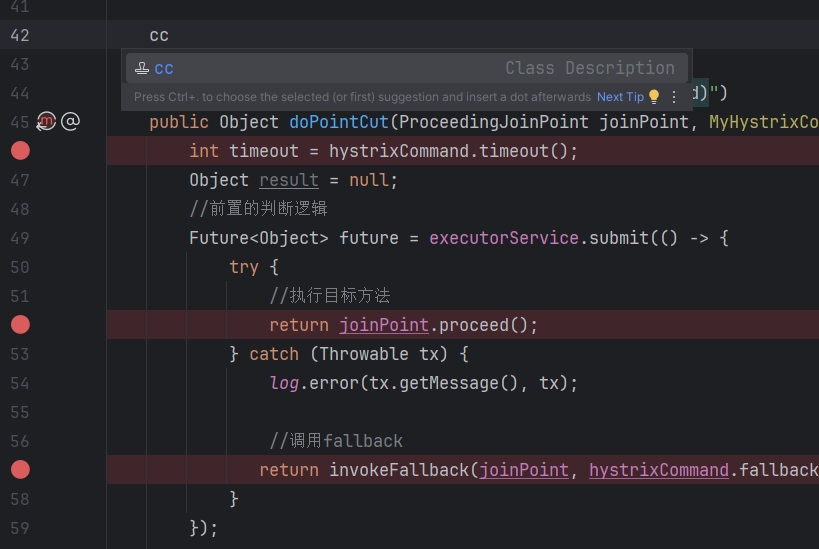 41
42 cc
cc Class Description
43
Press Ctrl+. to choose the selected (or first) suggestion and insert a dot afterwards Next Tip
44 d)")
45 @ public Object doPointCut(ProceedingJoinPoint joinPoint, MyHystrixCo
int timeout = hystrixCommand.timeout();
47 Object result = null;
48 //前置的判断逻辑
49 Future<Object> future = executorService.submit(() -> {
50 try {
51 //执行目标方法
return joinPoint.proceed();
53 } catch (Throwable tx) {
54 log.error(tx.getMessage(), tx);
55
56 //调用fallback
return invokeFallback(joinPoint, hystrixCommand.fallback
58 }
59 });